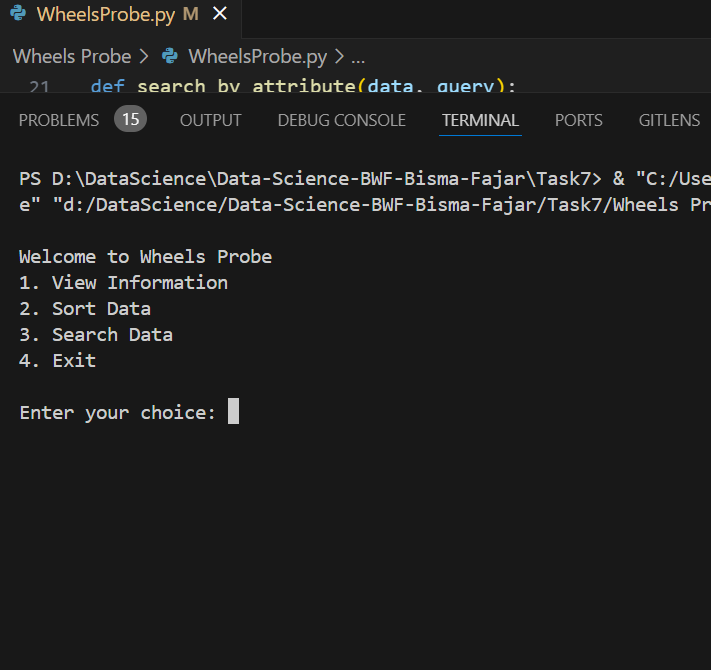 WheelsProbe.py M
Wheels Probe > WheelsProbe.py > ...
21 def search_by_attribute(data, query):
PROBLEMS 15 OUTPUT DEBUG CONSOLE TERMINAL PORTS GITLENS
PS D:\DataScience\Data-Science-BWF-Bisma-Fajar\Task7> & "C:/Use
e" "d:/DataScience/Data-Science-BWF-Bisma-Fajar/Task7/Wheels Pr
Welcome to Wheels Probe
1. View Information
2. Sort Data
3. Search Data
4. Exit
Enter your choice: